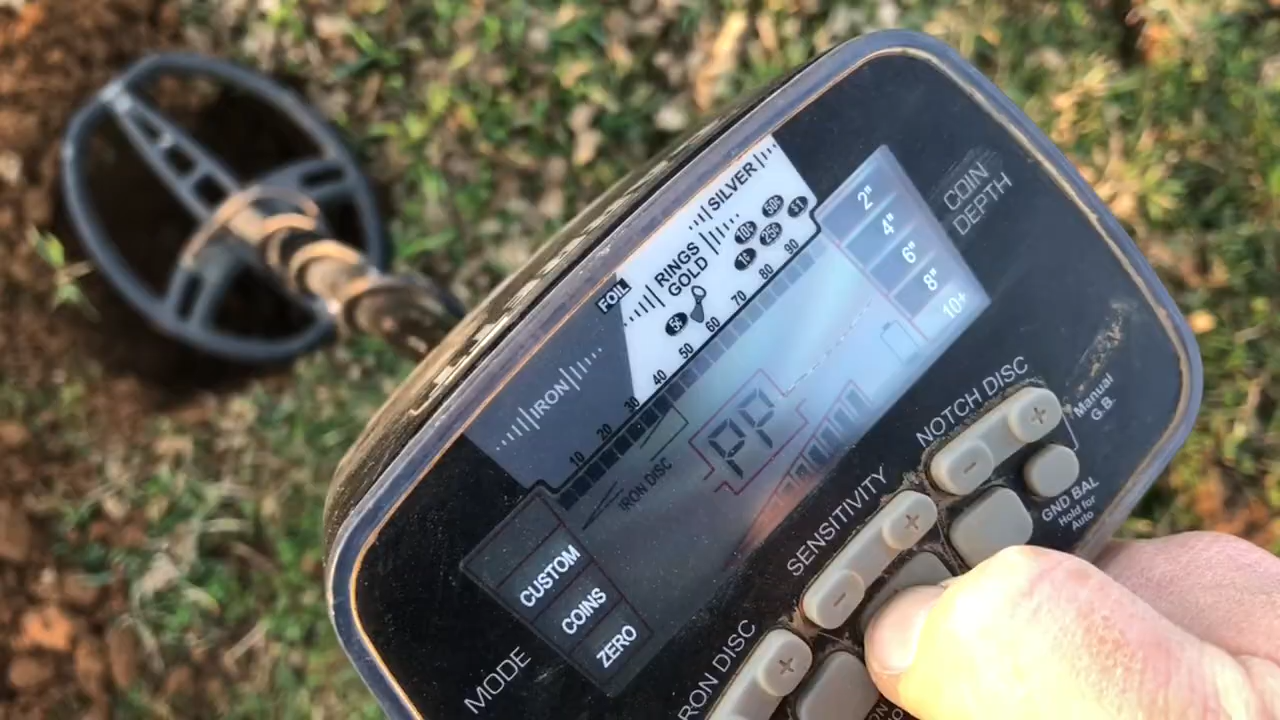 SILVER
RINGS
GOLD
FOIL
IRON
50¢
$1
10¢
25¢
1¢
5¢
10
20
30
40
50
60
70
80
90
2"
4"
6"
8"
10+
COIN
DEPTH
IRON DISC
PP
CUSTOM
COINS
ZERO
MODE
NOTCH DISC
+
-
Manual
G.B.
SENSITIVITY
+
-
GND BAL
Hold for
Auto
RON DISC
+